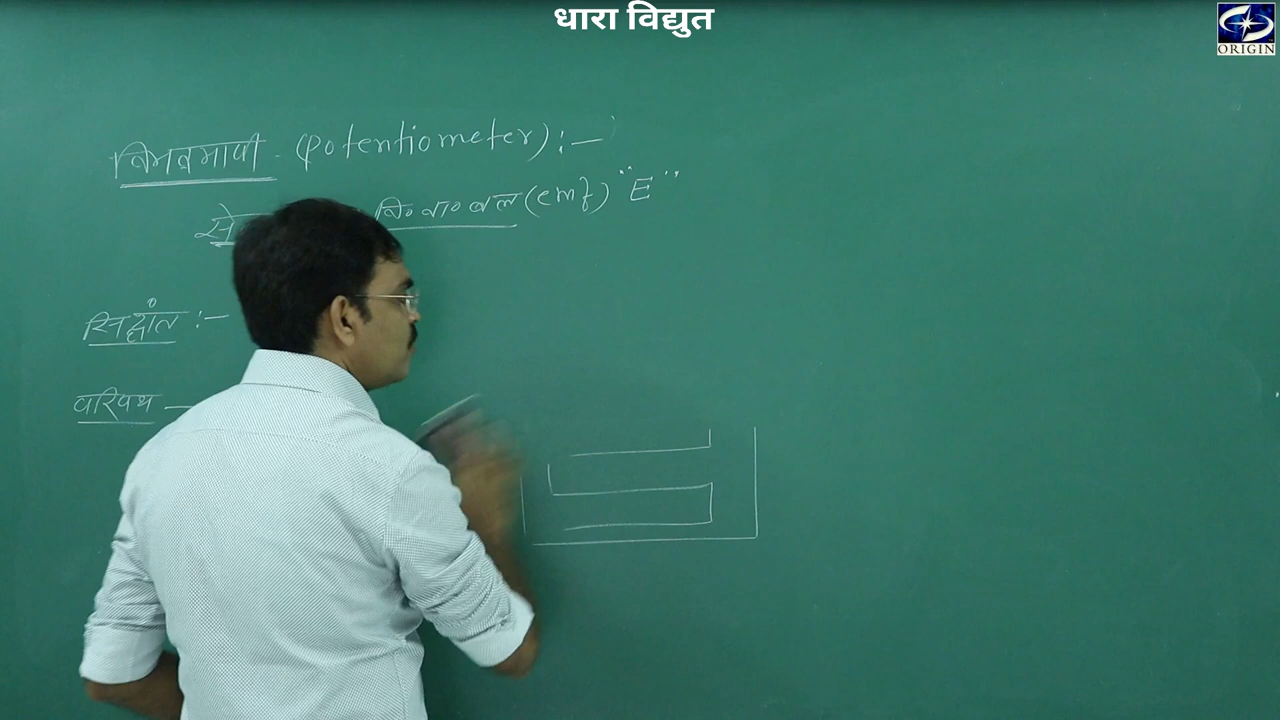 धारा विद्युत
ORIGIN
विभवमापी - (Potentiometer) :-
से वि० वा० बल (emf) "E"
सिद्धांत :-
परिपथ -